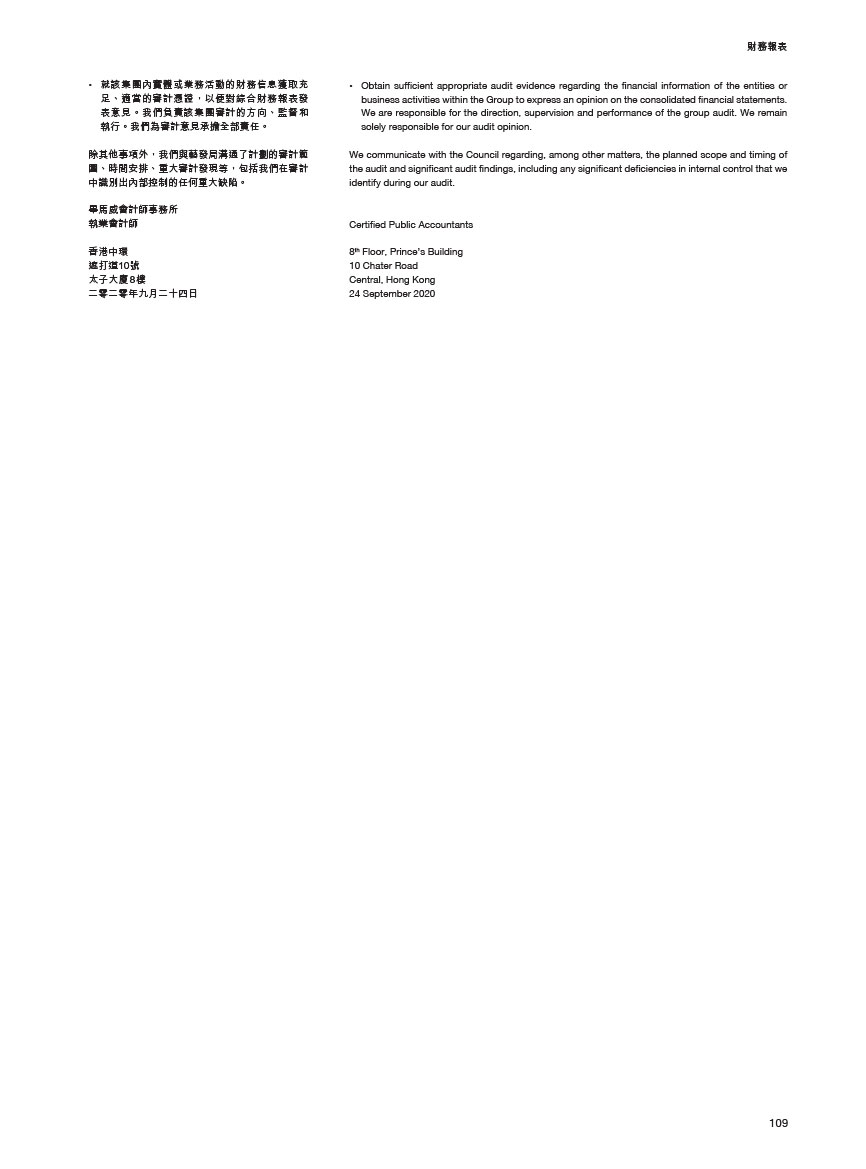 財務報表
• 就該集團內實體或業務活動的財務信息獲取充
足、適當的審計憑證，以便對綜合財務報表發
表意見。我們負責該集團審計的方向、監督和
執行。我們為審計意見承擔全部責任。
除其他事項外，我們與藝發局溝通了計劃的審計範
圍、時間安排、重大審計發現等，包括我們在審計
中識別出內部控制的任何重大缺陷。
畢馬威會計師事務所
執業會計師
香港中環
遮打道10號
太子大廈8樓
二零二零年九月二十四日
• Obtain sufficient appropriate audit evidence regarding the financial information of the entities or
business activities within the Group to express an opinion on the consolidated financial statements.
We are responsible for the direction, supervision and performance of the group audit. We remain
solely responsible for our audit opinion.
We communicate with the Council regarding, among other matters, the planned scope and timing of
the audit and significant audit findings, including any significant deficiencies in internal control that we
identify during our audit.
Certified Public Accountants
8th Floor, Prince's Building
10 Chater Road
Central, Hong Kong
24 September 2020
109